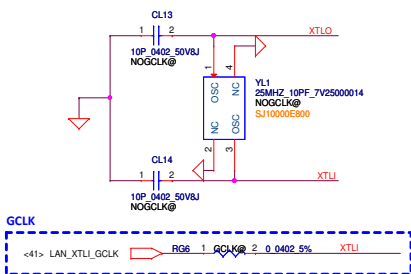 CL13
1 2
10P_0402_50V8J
NOGCLK@
XTLO
1 4
OSC NC
NC OSC
2 3
YL1
25MHZ_10PF_7V25000014
NOGCLK@
SJ10000E800
CL14
1 2
10P_0402_50V8J
NOGCLK@
XTLI
GCLK
<41> LAN_XTLI_GCLK RG6 1 GCLK@ 2 0_0402_5% XTLI